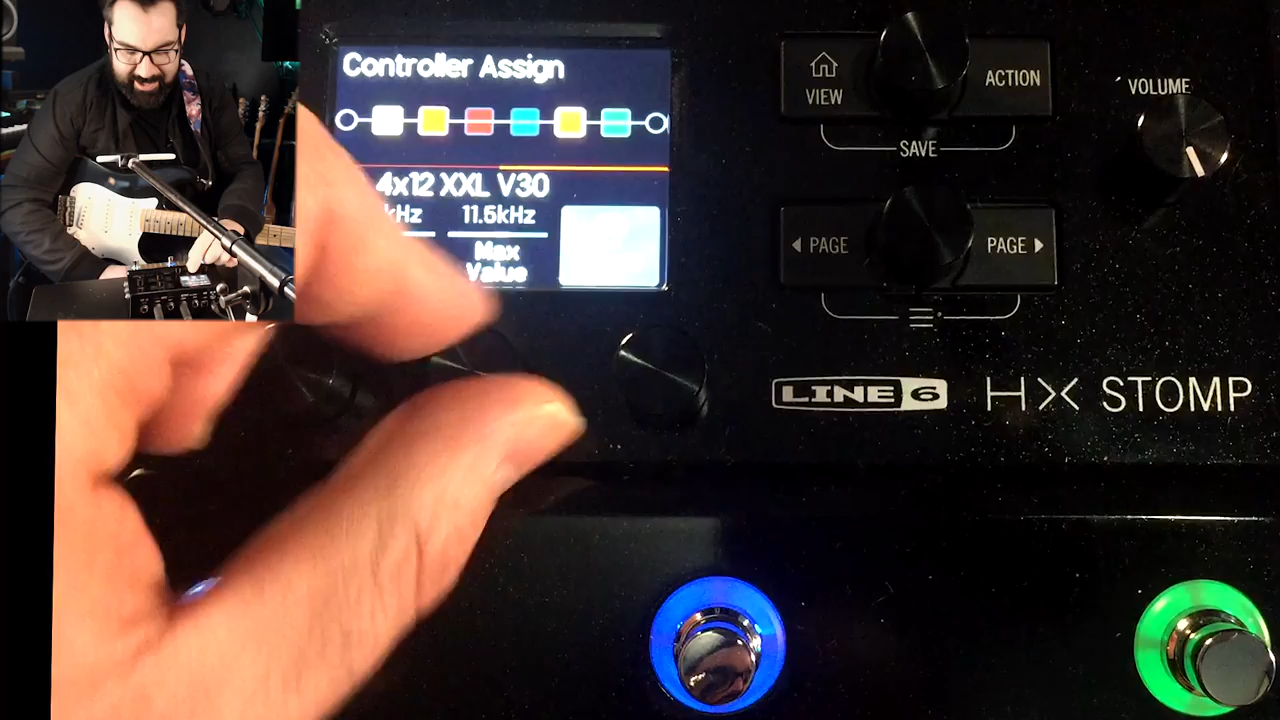 Controller Assign
4x12 XXL V30
kHz 11.5kHz
Max
Value
VIEW
ACTION
SAVE
VOLUME
PAGE
PAGE
LINE 6 HX STOMP